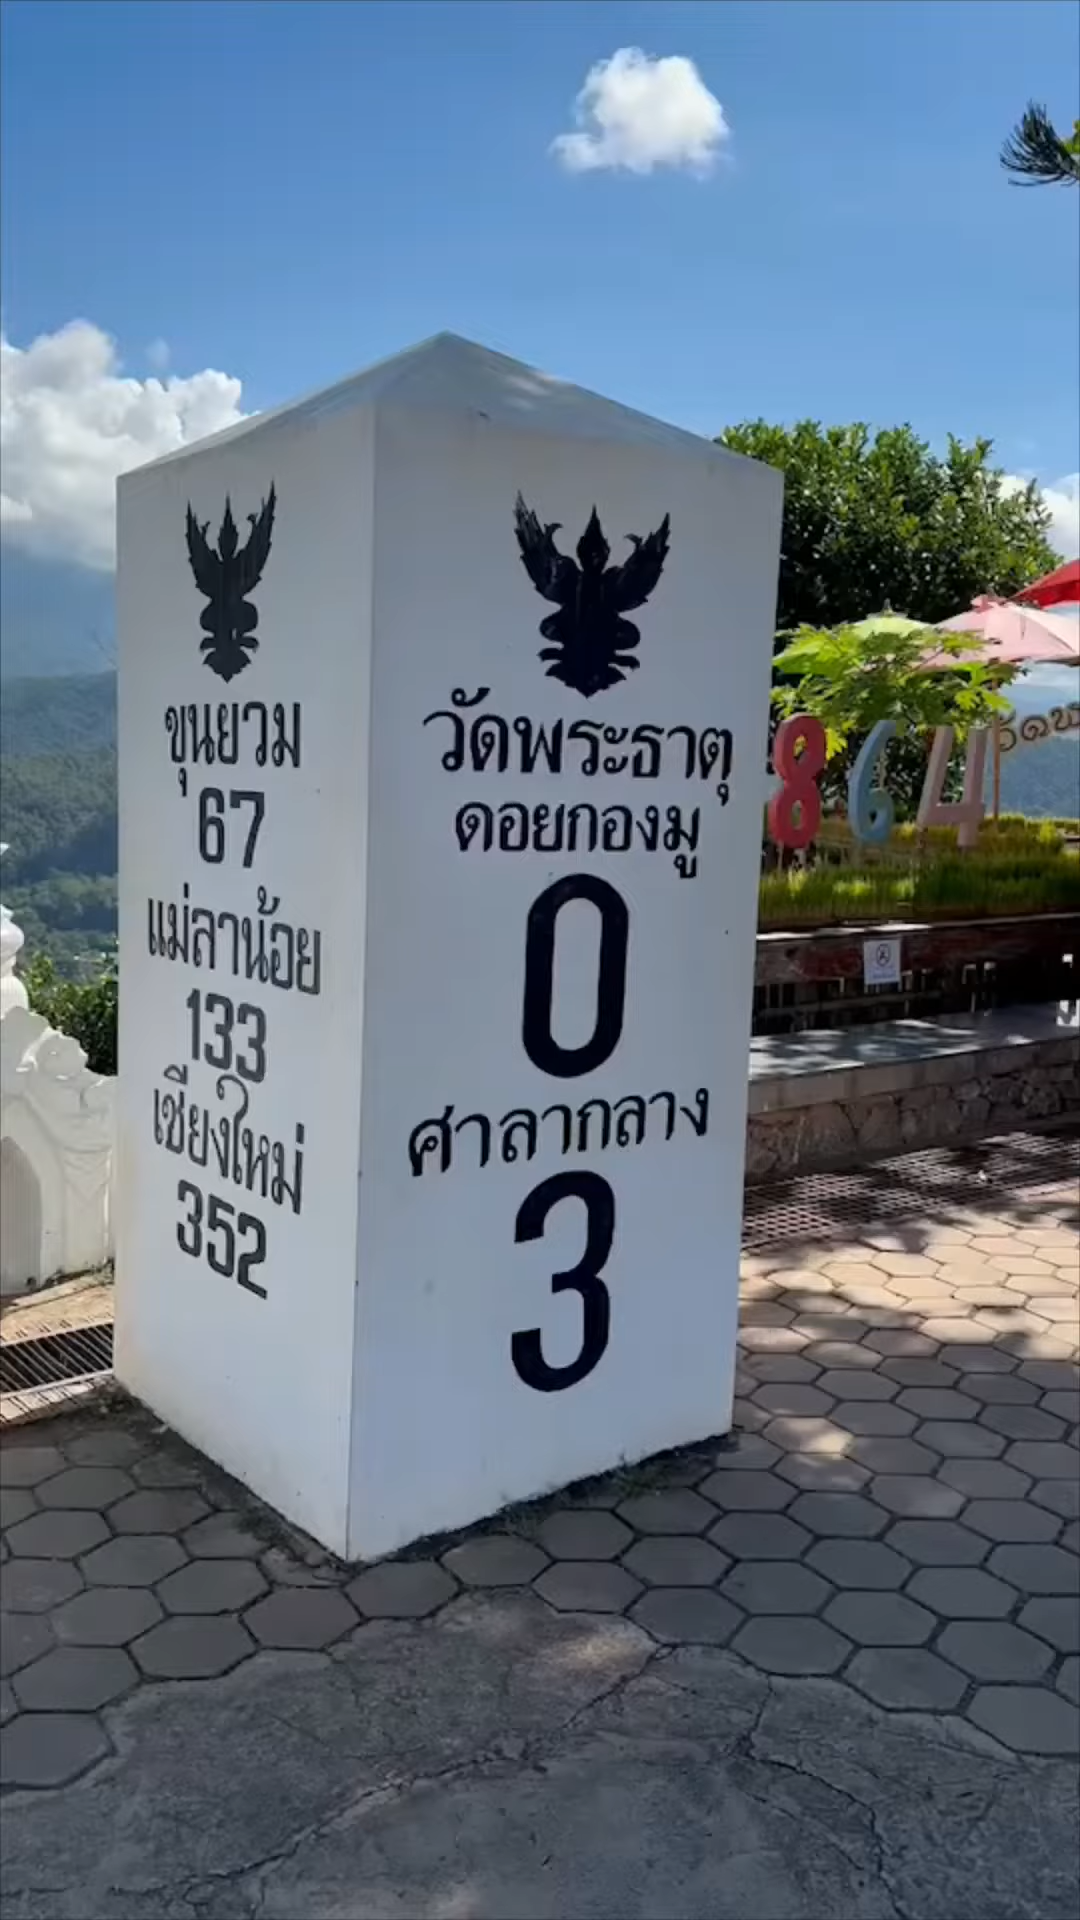 ขุนยวม
67
แม่ลาน้อย
133
เชียงใหม่
352
วัดพระธาตุ
ดอยกองมู
0
ศาลากลาง
3
864